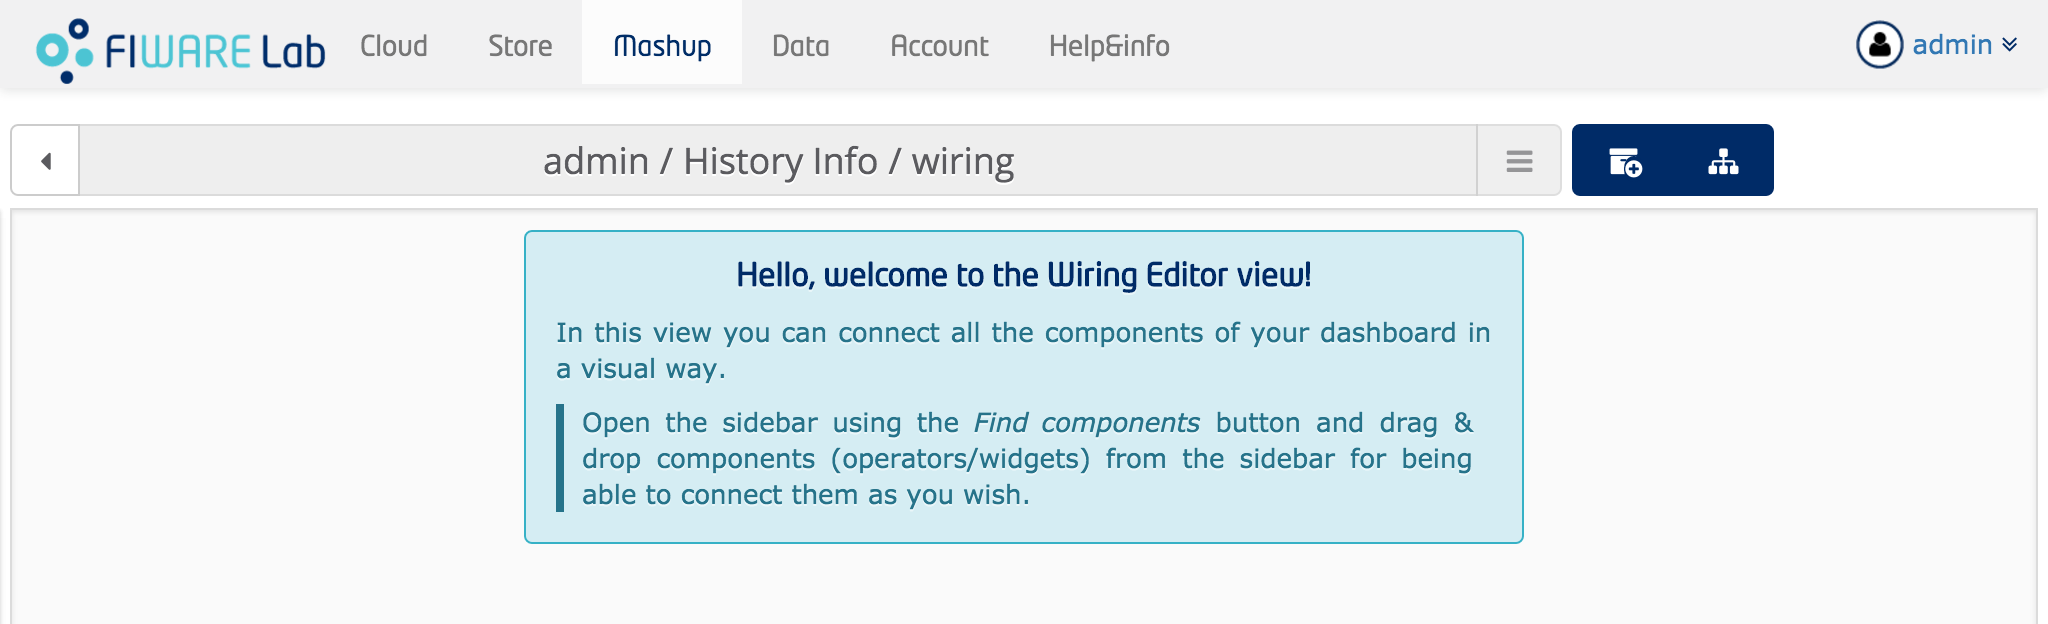 FIWARE Lab Cloud Store Mashup Data Account Help&info admin
admin / History Info / wiring
Hello, welcome to the Wiring Editor view!
In this view you can connect all the components of your dashboard in
a visual way.
Open the sidebar using the Find components button and drag &
drop components (operators/widgets) from the sidebar for being
able to connect them as you wish.